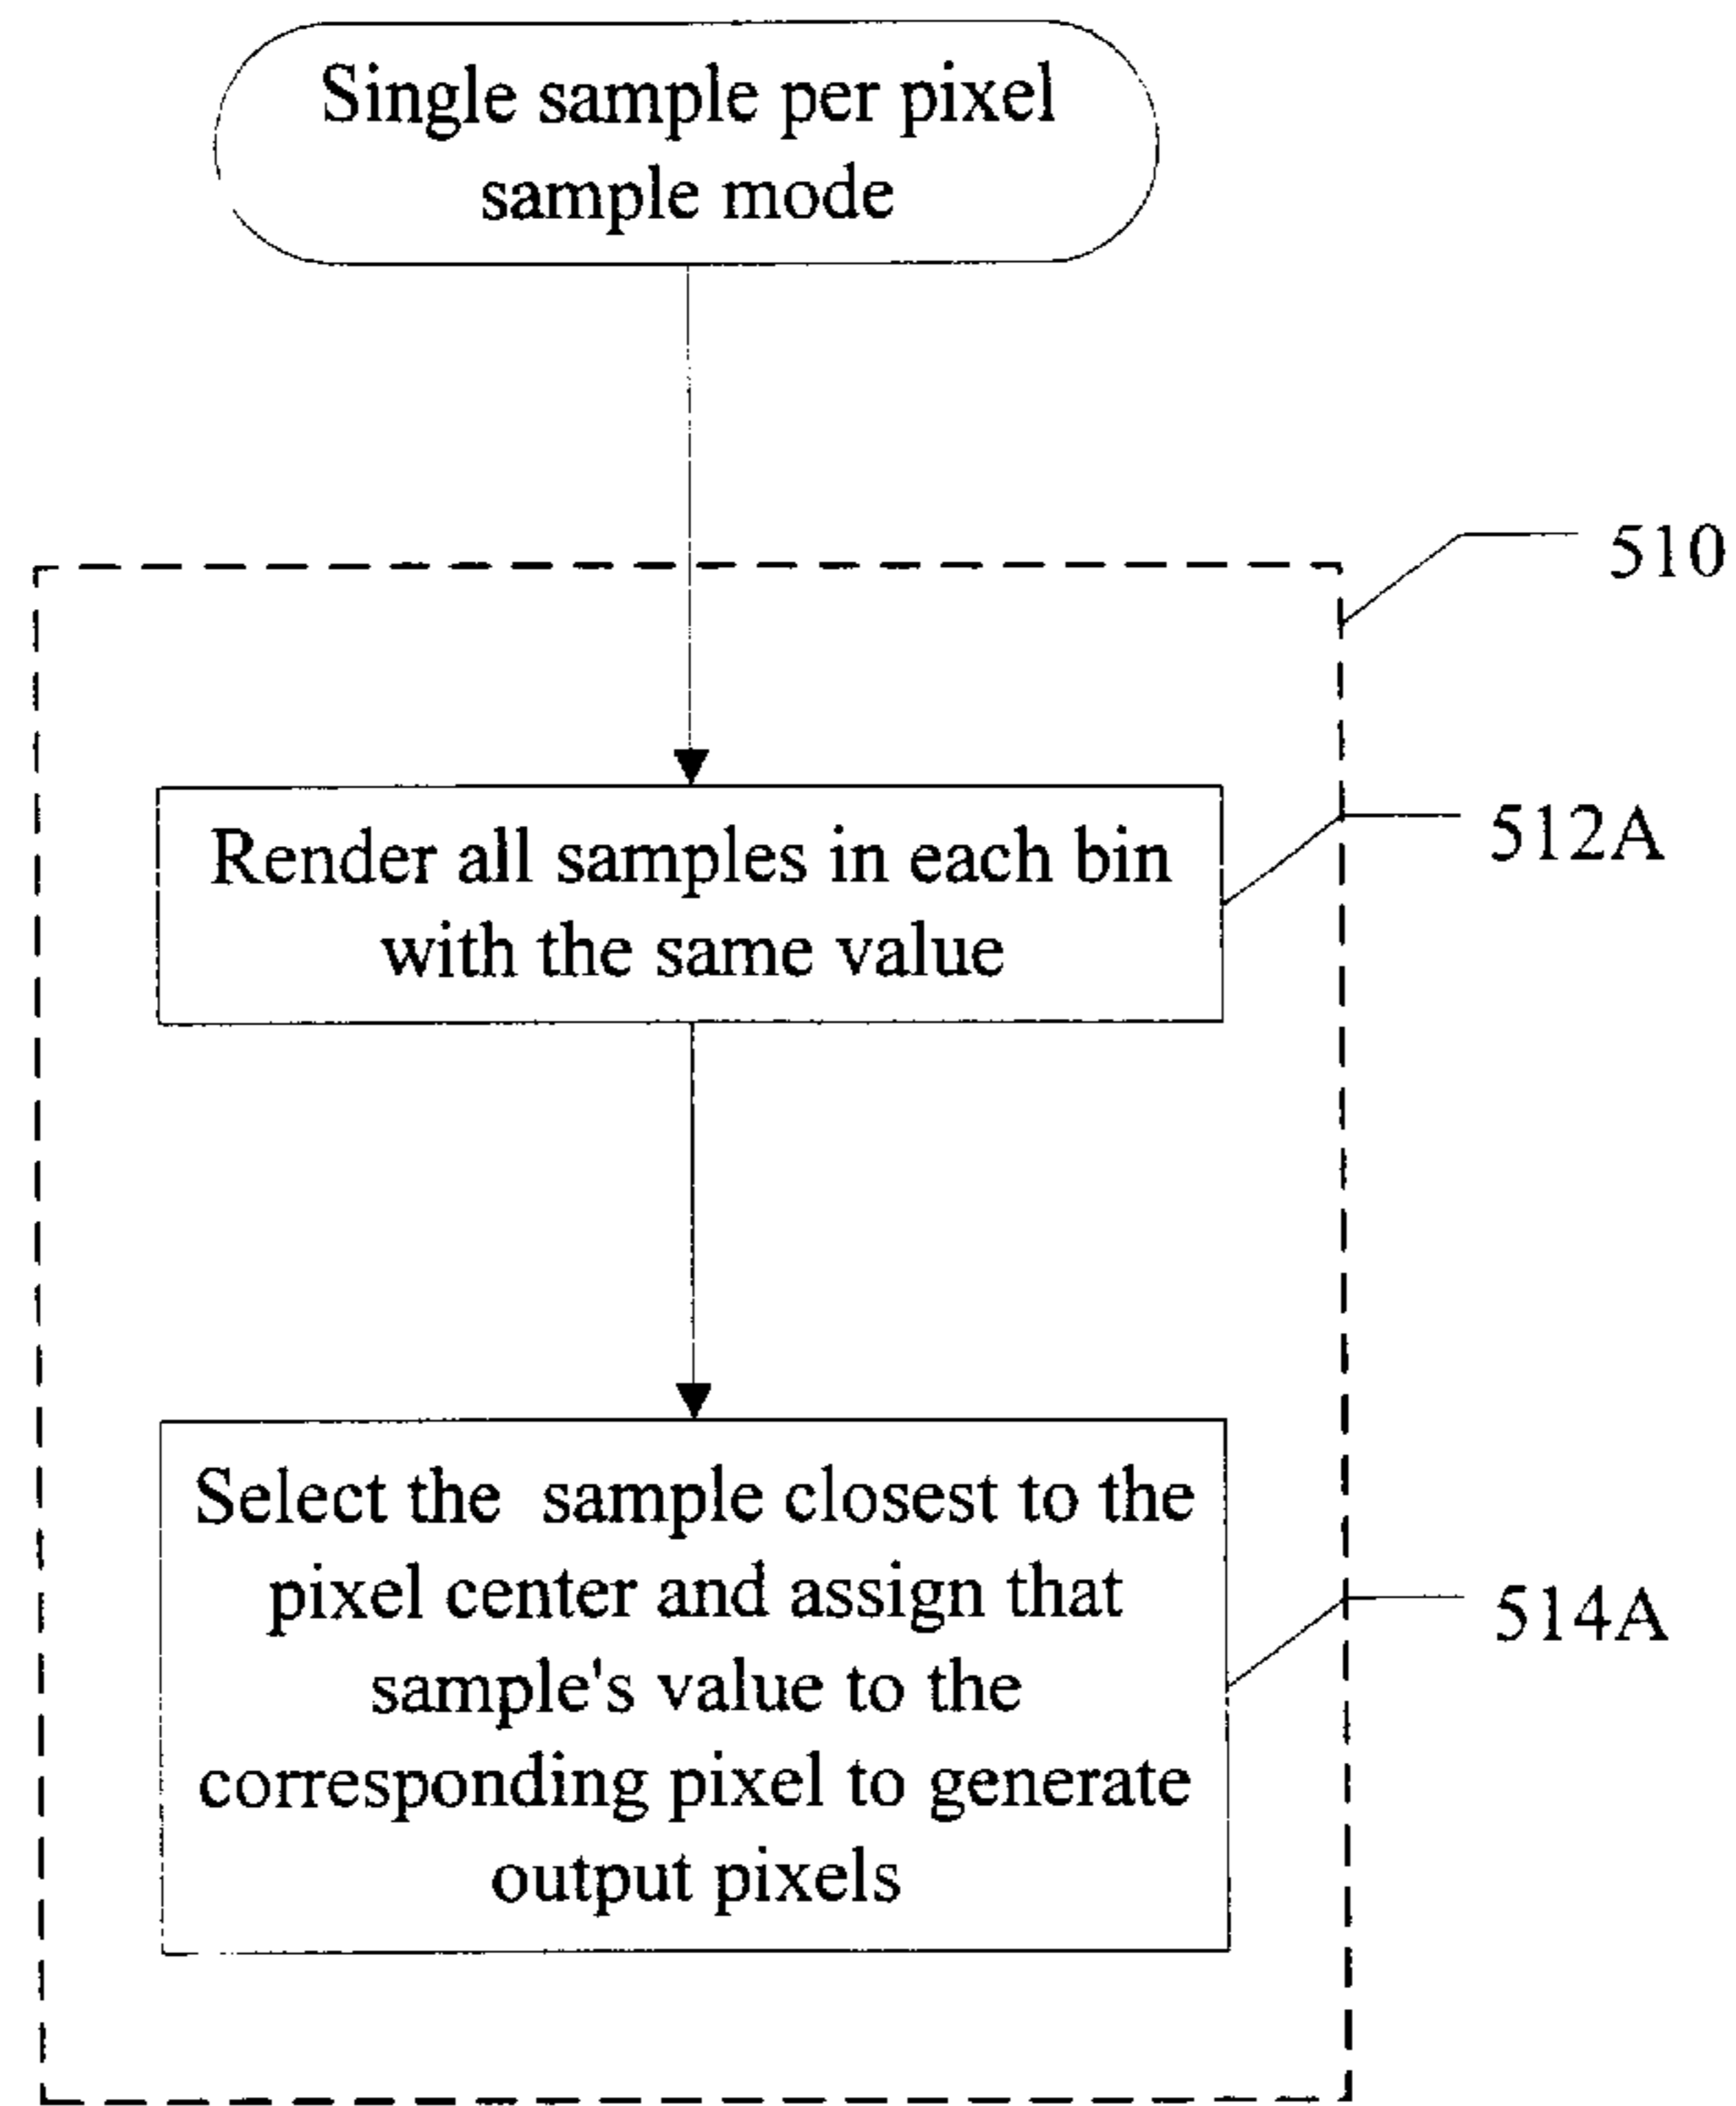 Single sample per pixel
sample mode
510
Render all samples in each bin
with the same value
512A
Select the sample closest to the
pixel center and assign that
sample's value to the
corresponding pixel to generate
output pixels
514A